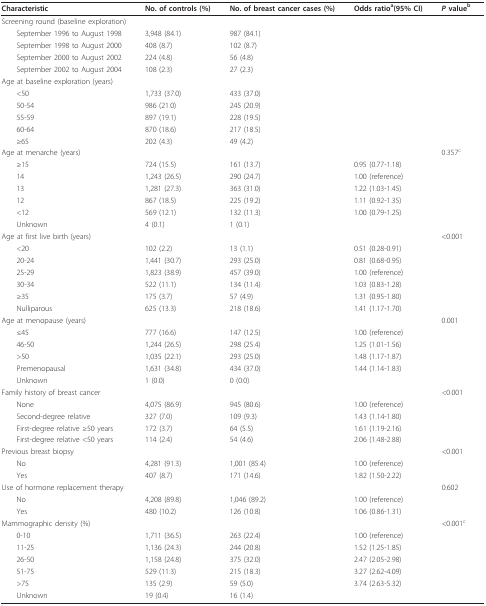 Characteristic No. of controls (%) No. of breast cancer cases (%) Odds ratioᵃ(95% CI) P valueᵇ
Screening round (baseline exploration)
September 1996 to August 1998 3,948 (84.1) 987 (84.1)
September 1998 to August 2000 408 (8.7) 102 (8.7)
September 2000 to August 2002 224 (4.8) 56 (4.8)
September 2002 to August 2004 108 (2.3) 27 (2.3)
Age at baseline exploration (years)
<50 1,733 (37.0) 433 (37.0)
50-54 986 (21.0) 245 (20.9)
55-59 897 (19.1) 228 (19.5)
60-64 870 (18.6) 217 (18.5)
≥65 202 (4.3) 49 (4.2)
Age at menarche (years) 0.357ᶜ
≥15 724 (15.5) 161 (13.7) 0.95 (0.77-1.18)
14 1,243 (26.5) 290 (24.7) 1.00 (reference)
13 1,281 (27.3) 363 (31.0) 1.22 (1.03-1.45)
12 867 (18.5) 225 (19.2) 1.11 (0.92-1.35)
<12 569 (12.1) 132 (11.3) 1.00 (0.79-1.25)
Unknown 4 (0.1) 1 (0.1)
Age at first live birth (years) <0.001
<20 102 (2.2) 13 (1.1) 0.51 (0.28-0.91)
20-24 1,441 (30.7) 293 (25.0) 0.81 (0.68-0.95)
25-29 1,823 (38.9) 457 (39.0) 1.00 (reference)
30-34 522 (11.1) 134 (11.4) 1.03 (0.83-1.28)
≥35 175 (3.7) 57 (4.9) 1.31 (0.95-1.80)
Nulliparous 625 (13.3) 218 (18.6) 1.41 (1.17-1.70)
Age at menopause (years) 0.001
≤45 777 (16.6) 147 (12.5) 1.00 (reference)
46-50 1,244 (26.5) 298 (25.4) 1.25 (1.01-1.56)
>50 1,035 (22.1) 293 (25.0) 1.48 (1.17-1.87)
Premenopausal 1,631 (34.8) 434 (37.0) 1.44 (1.14-1.83)
Unknown 1 (0.0) 0 (0.0)
Family history of breast cancer <0.001
None 4,075 (86.9) 945 (80.6) 1.00 (reference)
Second-degree relative 327 (7.0) 109 (9.3) 1.43 (1.14-1.80)
First-degree relative ≥50 years 172 (3.7) 64 (5.5) 1.61 (1.19-2.16)
First-degree relative <50 years 114 (2.4) 54 (4.6) 2.06 (1.48-2.88)
Previous breast biopsy <0.001
No 4,281 (91.3) 1,001 (85.4) 1.00 (reference)
Yes 407 (8.7) 171 (14.6) 1.82 (1.50-2.22)
Use of hormone replacement therapy 0.602
No 4,208 (89.8) 1,046 (89.2) 1.00 (reference)
Yes 480 (10.2) 126 (10.8) 1.06 (0.86-1.31)
Mammographic density (%) <0.001ᶜ
0-10 1,711 (36.5) 263 (22.4) 1.00 (reference)
11-25 1,136 (24.3) 244 (20.8) 1.52 (1.25-1.85)
26-50 1,158 (24.8) 375 (32.0) 2.47 (2.05-2.98)
51-75 529 (11.3) 215 (18.3) 3.27 (2.62-4.09)
>75 135 (2.9) 59 (5.0) 3.74 (2.63-5.32)
Unknown 19 (0.4) 16 (1.4)